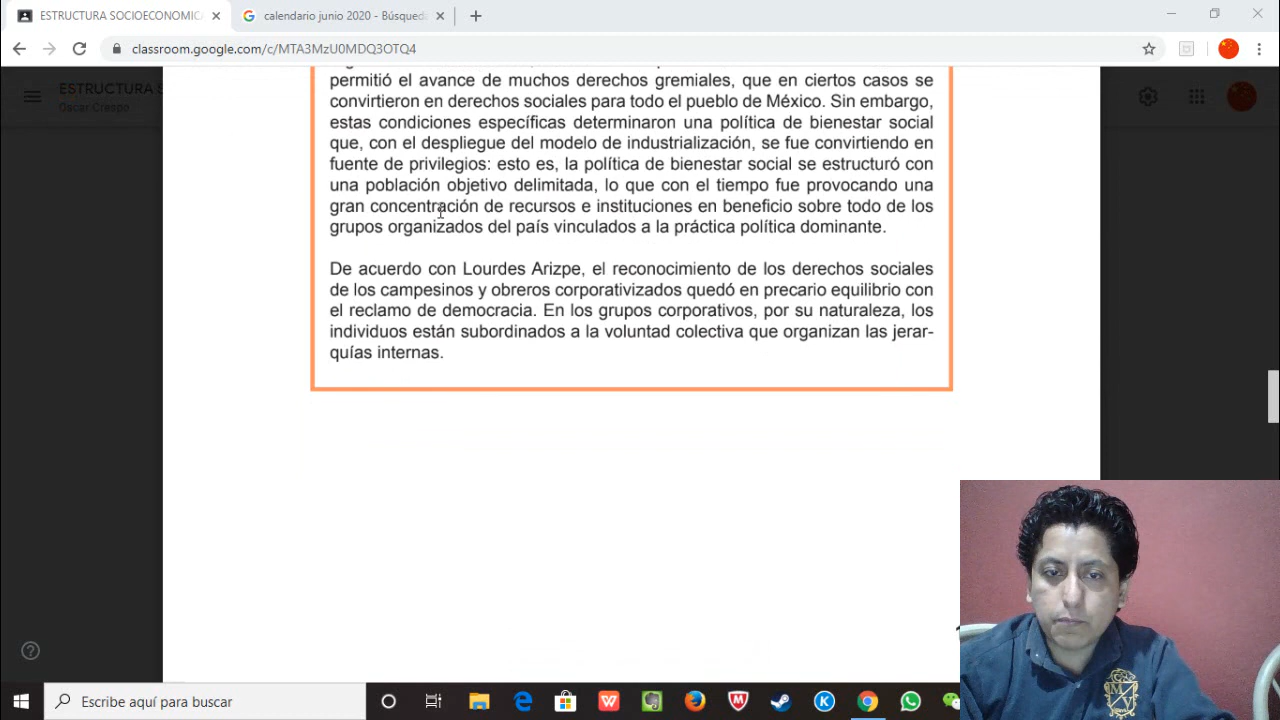 ESTRUCTURA SOCIOECONOMICA
calendario junio 2020 - Búsqueda
classroom.google.com/c/MTA3MzU0MDQ3OTQ4
ESTRUCTURA S
Oscar Crespo
permitió el avance de muchos derechos gremiales, que en ciertos casos se
convirtieron en derechos sociales para todo el pueblo de México. Sin embargo,
estas condiciones específicas determinaron una política de bienestar social
que, con el despliegue del modelo de industrialización, se fue convirtiendo en
fuente de privilegios: esto es, la política de bienestar social se estructuró con
una población objetivo delimitada, lo que con el tiempo fue provocando una
gran concentración de recursos e instituciones en beneficio sobre todo de los
grupos organizados del país vinculados a la práctica política dominante.
De acuerdo con Lourdes Arizpe, el reconocimiento de los derechos sociales
de los campesinos y obreros corporativizados quedó en precario equilibrio con
el reclamo de democracia. En los grupos corporativos, por su naturaleza, los
individuos están subordinados a la voluntad colectiva que organizan las jerar-
quías internas.
Escribe aquí para buscar